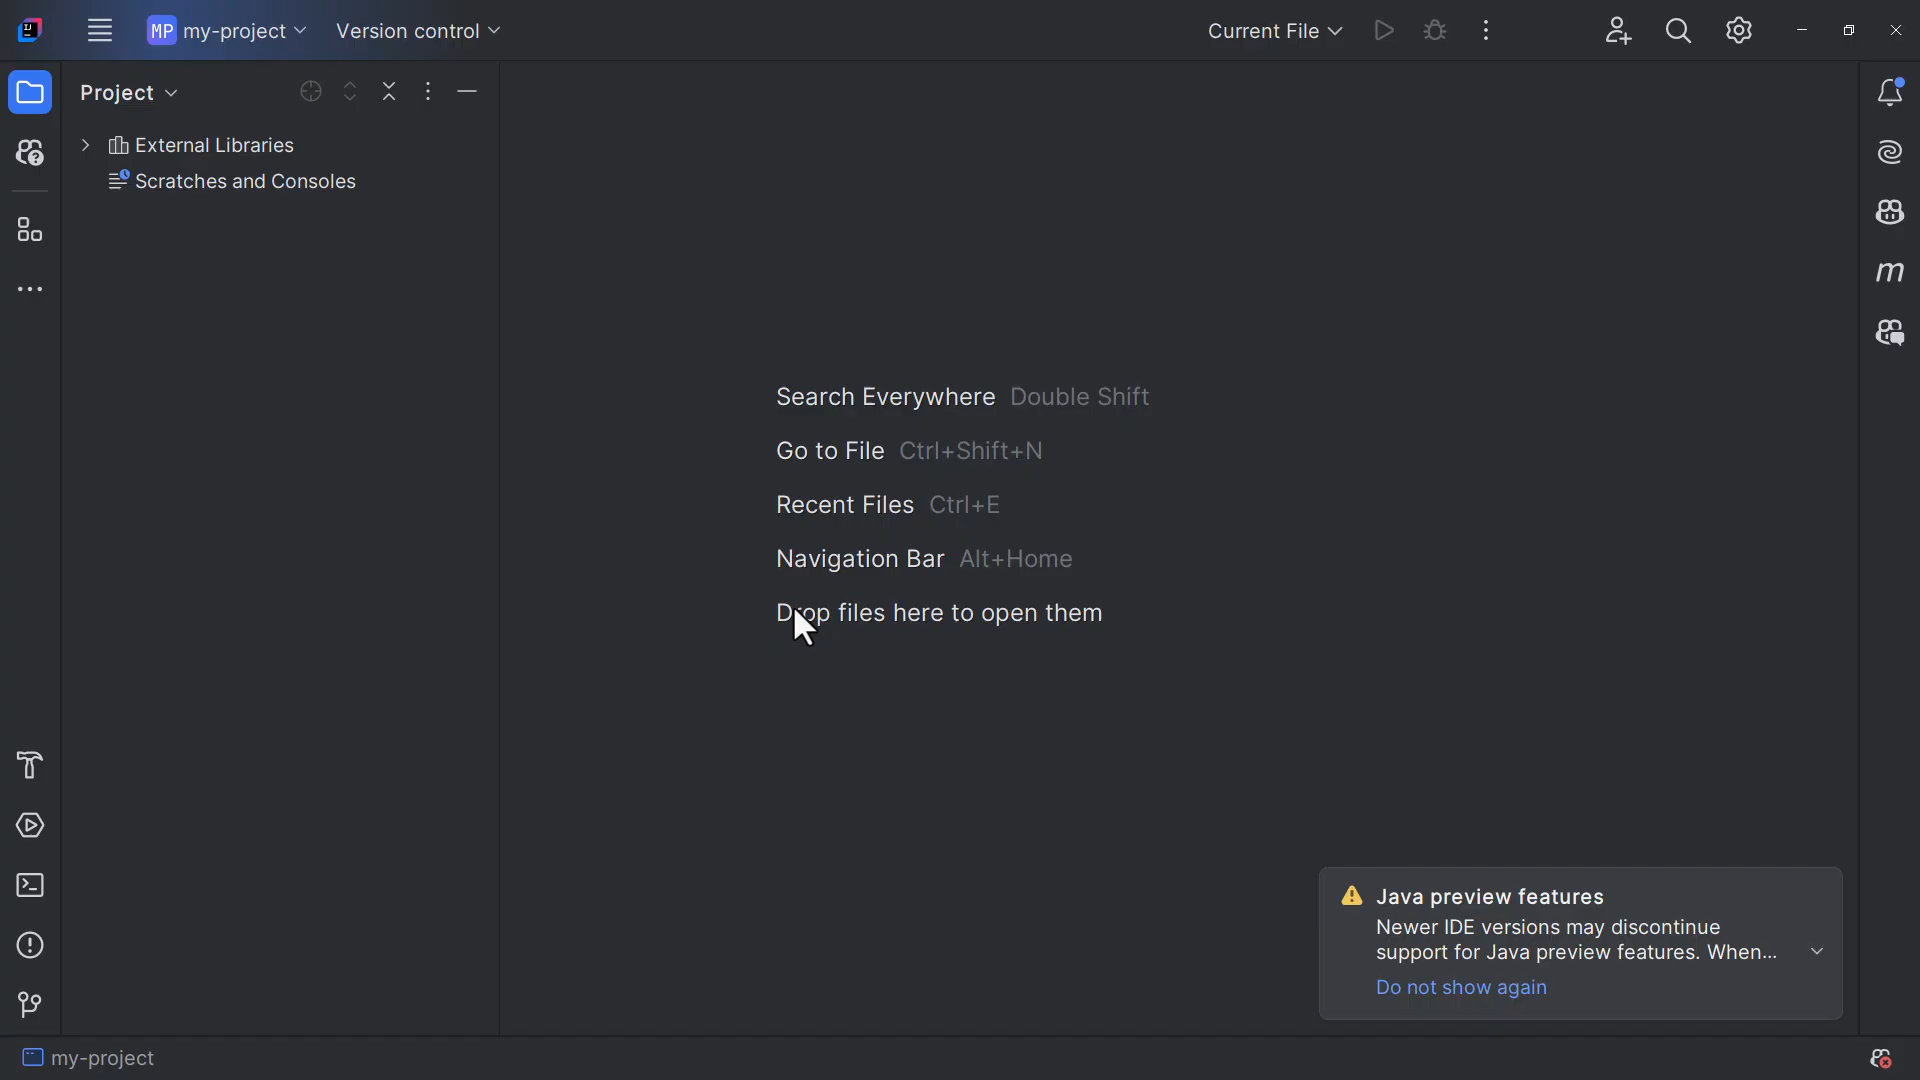 MP my-project
Version control
Current File
Project
External Libraries
Scratches and Consoles
Search Everywhere Double Shift
Go to File Ctrl+Shift+N
Recent Files Ctrl+E
Navigation Bar Alt+Home
Drop files here to open them
Java preview features
Newer IDE versions may discontinue
support for Java preview features. When...
Do not show again
my-project